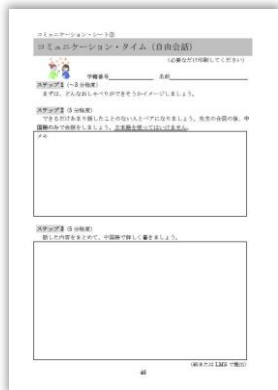 コミュニケーション・シート②
コミュニケーション・タイム（自由会話）
（必要なだけ印刷してください）
学籍番号 名前
ステップ1（～3 分程度）
まずは、どんなおしゃべりができそうかイメージしましょう。
ステップ2（5 分程度）
できるだけあまり話したことのない人とペアになりましょう。先生の合図の後、中
国語のみで会話をしましょう。日本語を使ってはいけません。
メモ
ステップ3（5 分程度）
話した内容をまとめて、中国語で詳しく書きましょう。
（紙または LMS で提出）